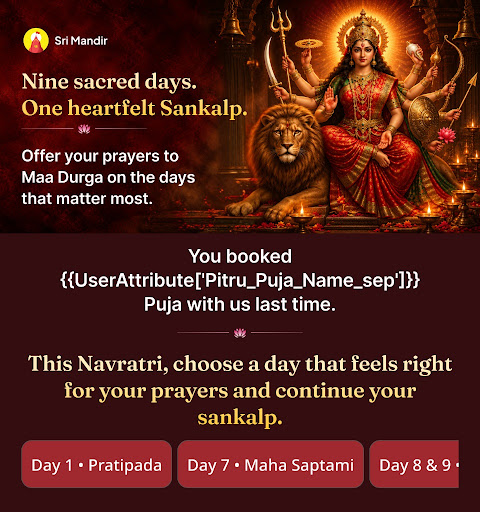 Sri Mandir
Nine sacred days.
One heartfelt Sankalp.
Offer your prayers to
Maa Durga on the days
that matter most.
You booked
{{UserAttribute['Pitru_Puja_Name_sep']}}
Puja with us last time.
This Navratri, choose a day that feels right
for your prayers and continue your
sankalp.
Day 1 • Pratipada
Day 7 • Maha Saptami
Day 8 & 9 •